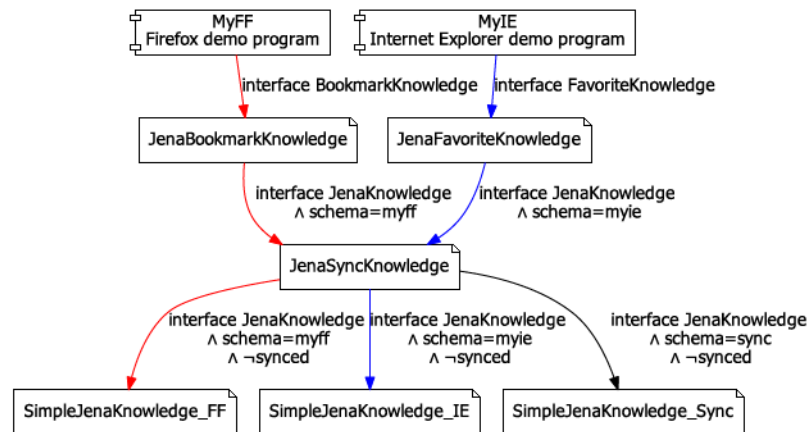 MyFF
Firefox demo program
MyIE
Internet Explorer demo program
interface BookmarkKnowledge
interface FavoriteKnowledge
JenaBookmarkKnowledge
JenaFavoriteKnowledge
interface JenaKnowledge
∧ schema=myff
interface JenaKnowledge
∧ schema=myie
JenaSyncKnowledge
interface JenaKnowledge
∧ schema=myff
∧ ¬synced
interface JenaKnowledge
∧ schema=myie
∧ ¬synced
interface JenaKnowledge
∧ schema=sync
∧ ¬synced
SimpleJenaKnowledge_FF
SimpleJenaKnowledge_IE
SimpleJenaKnowledge_Sync